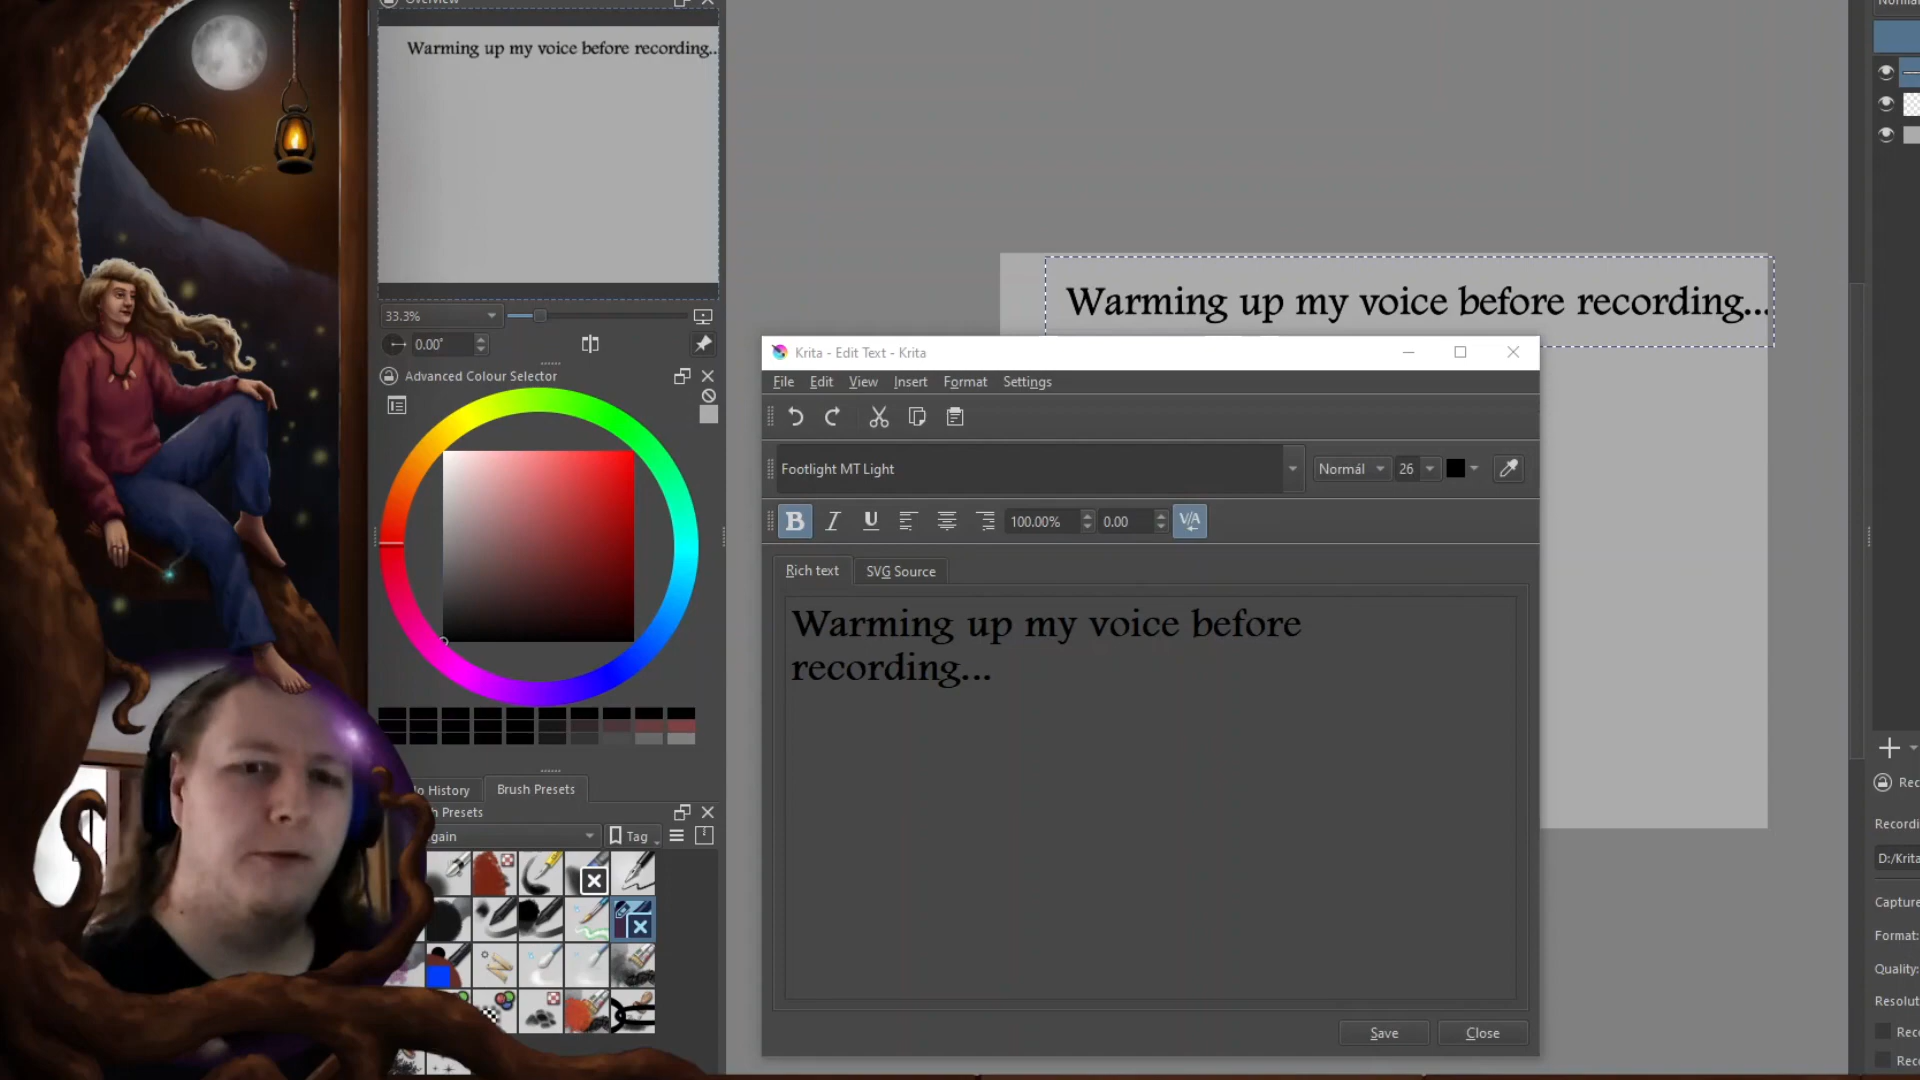 Overview
Normal
Warming up my voice before recording...
Warming up my voice before recording...
33.3%
0.00°
Advanced Colour Selector
Krita - Edit Text - Krita
File Edit View Insert Format Settings
Footlight MT Light
Normál
26
100.00%
0.00
Rich text
SVG Source
Warming up my voice before
recording...
History
Brush Presets
Presets
Tag
Save
Close
Recordi
D:/Krita
Capture
Format:
Quality:
Resolut